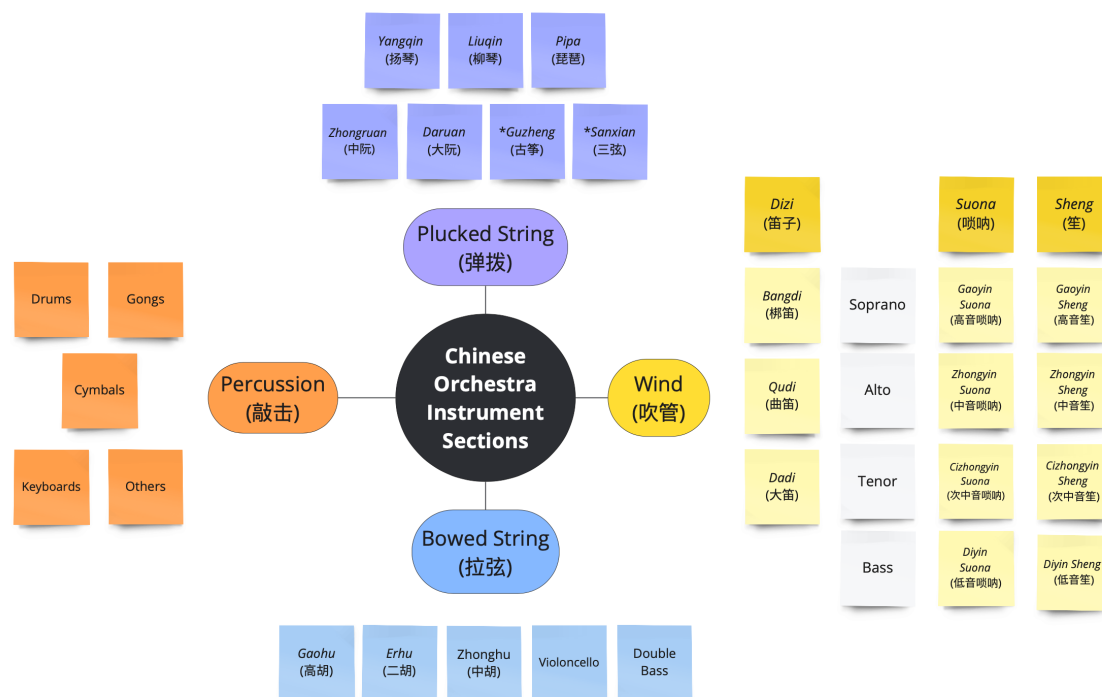 Yangqin
(扬琴)
Liuqin
(柳琴)
Pipa
(琵琶)
Zhongruan
(中阮)
Daruan
(大阮)
*Guzheng
(古筝)
*Sanxian
(三弦)
Plucked String
(弹拨)
Drums
Gongs
Cymbals
Keyboards
Others
Percussion
(敲击)
Chinese
Orchestra
Instrument
Sections
Wind
(吹管)
Dizi
(笛子)
Suona
(唢呐)
Sheng
(笙)
Bangdi
(梆笛)
Soprano
Gaoyin
Suona
(高音唢呐)
Gaoyin
Sheng
(高音笙)
Qudi
(曲笛)
Alto
Zhongyin
Suona
(中音唢呐)
Zhongyin
Sheng
(中音笙)
Dadi
(大笛)
Tenor
Cizhongyin
Suona
(次中音唢呐)
Cizhongyin
Sheng
(次中音笙)
Bass
Diyin
Suona
(低音唢呐)
Diyin Sheng
(低音笙)
Bowed String
(拉弦)
Gaohu
(高胡)
Erhu
(二胡)
Zhonghu
(中胡)
Violoncello
Double
Bass